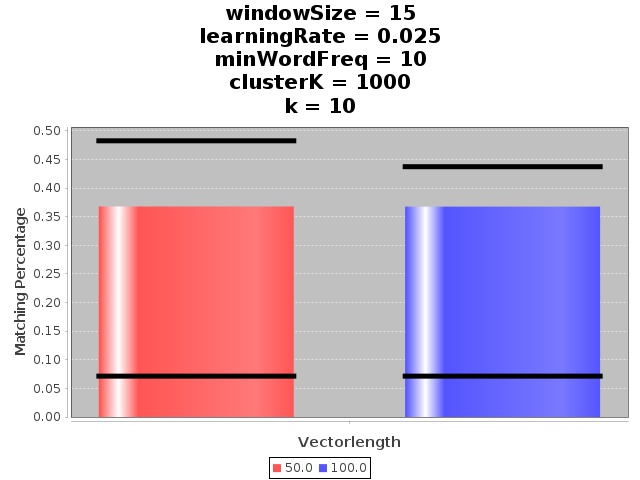 windowSize = 15
learningRate = 0.025
minWordFreq = 10
clusterK = 1000
k = 10
0.50
0.45
0.40
0.35
0.30
0.25
0.20
0.15
0.10
0.05
0.00
Matching Percentage
Vectorlength
50.0 100.0